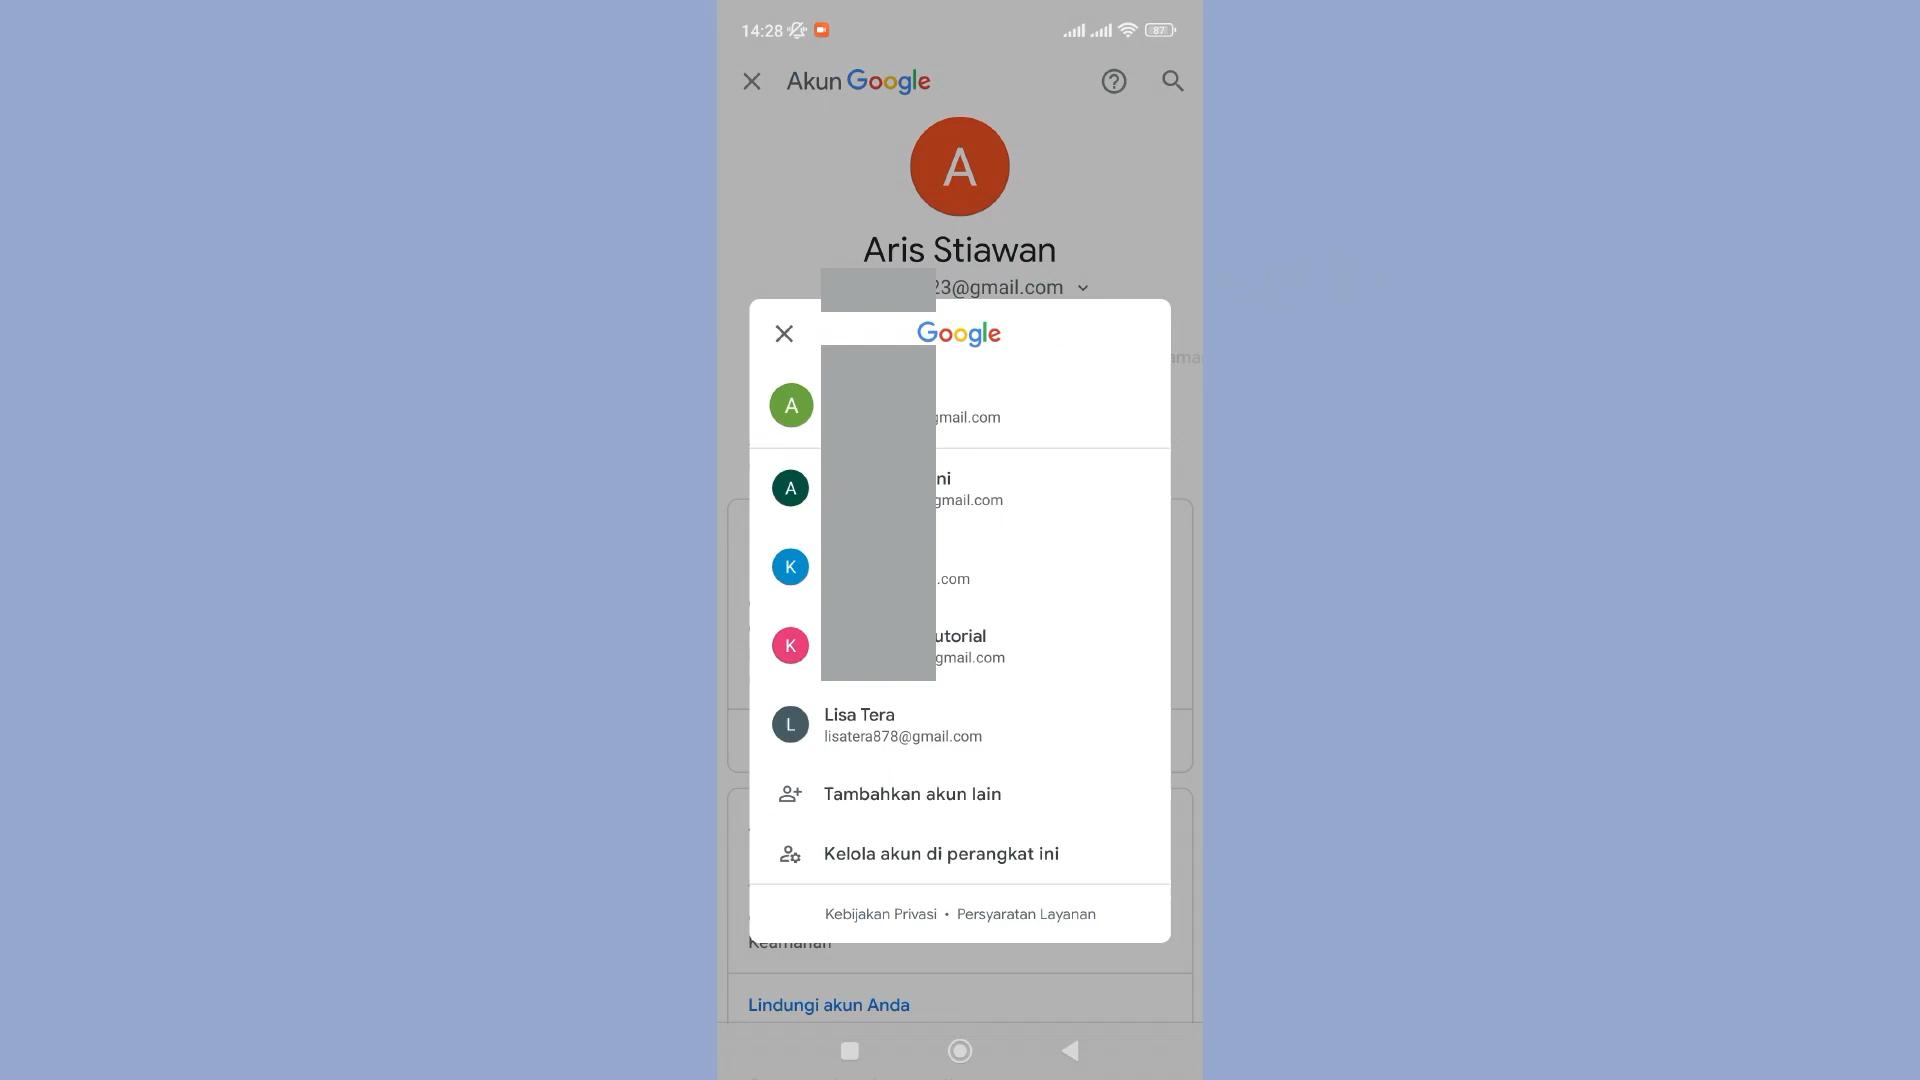 14:28
87
Akun Google
A
Aris Stiawan
23@gmail.com
Google
A
gmail.com
A
ni
gmail.com
K
.com
K
utorial
gmail.com
L
Lisa Tera
lisatera878@gmail.com
Tambahkan akun lain
Kelola akun di perangkat ini
Kebijakan Privasi • Persyaratan Layanan
Keamanan
Lindungi akun Anda